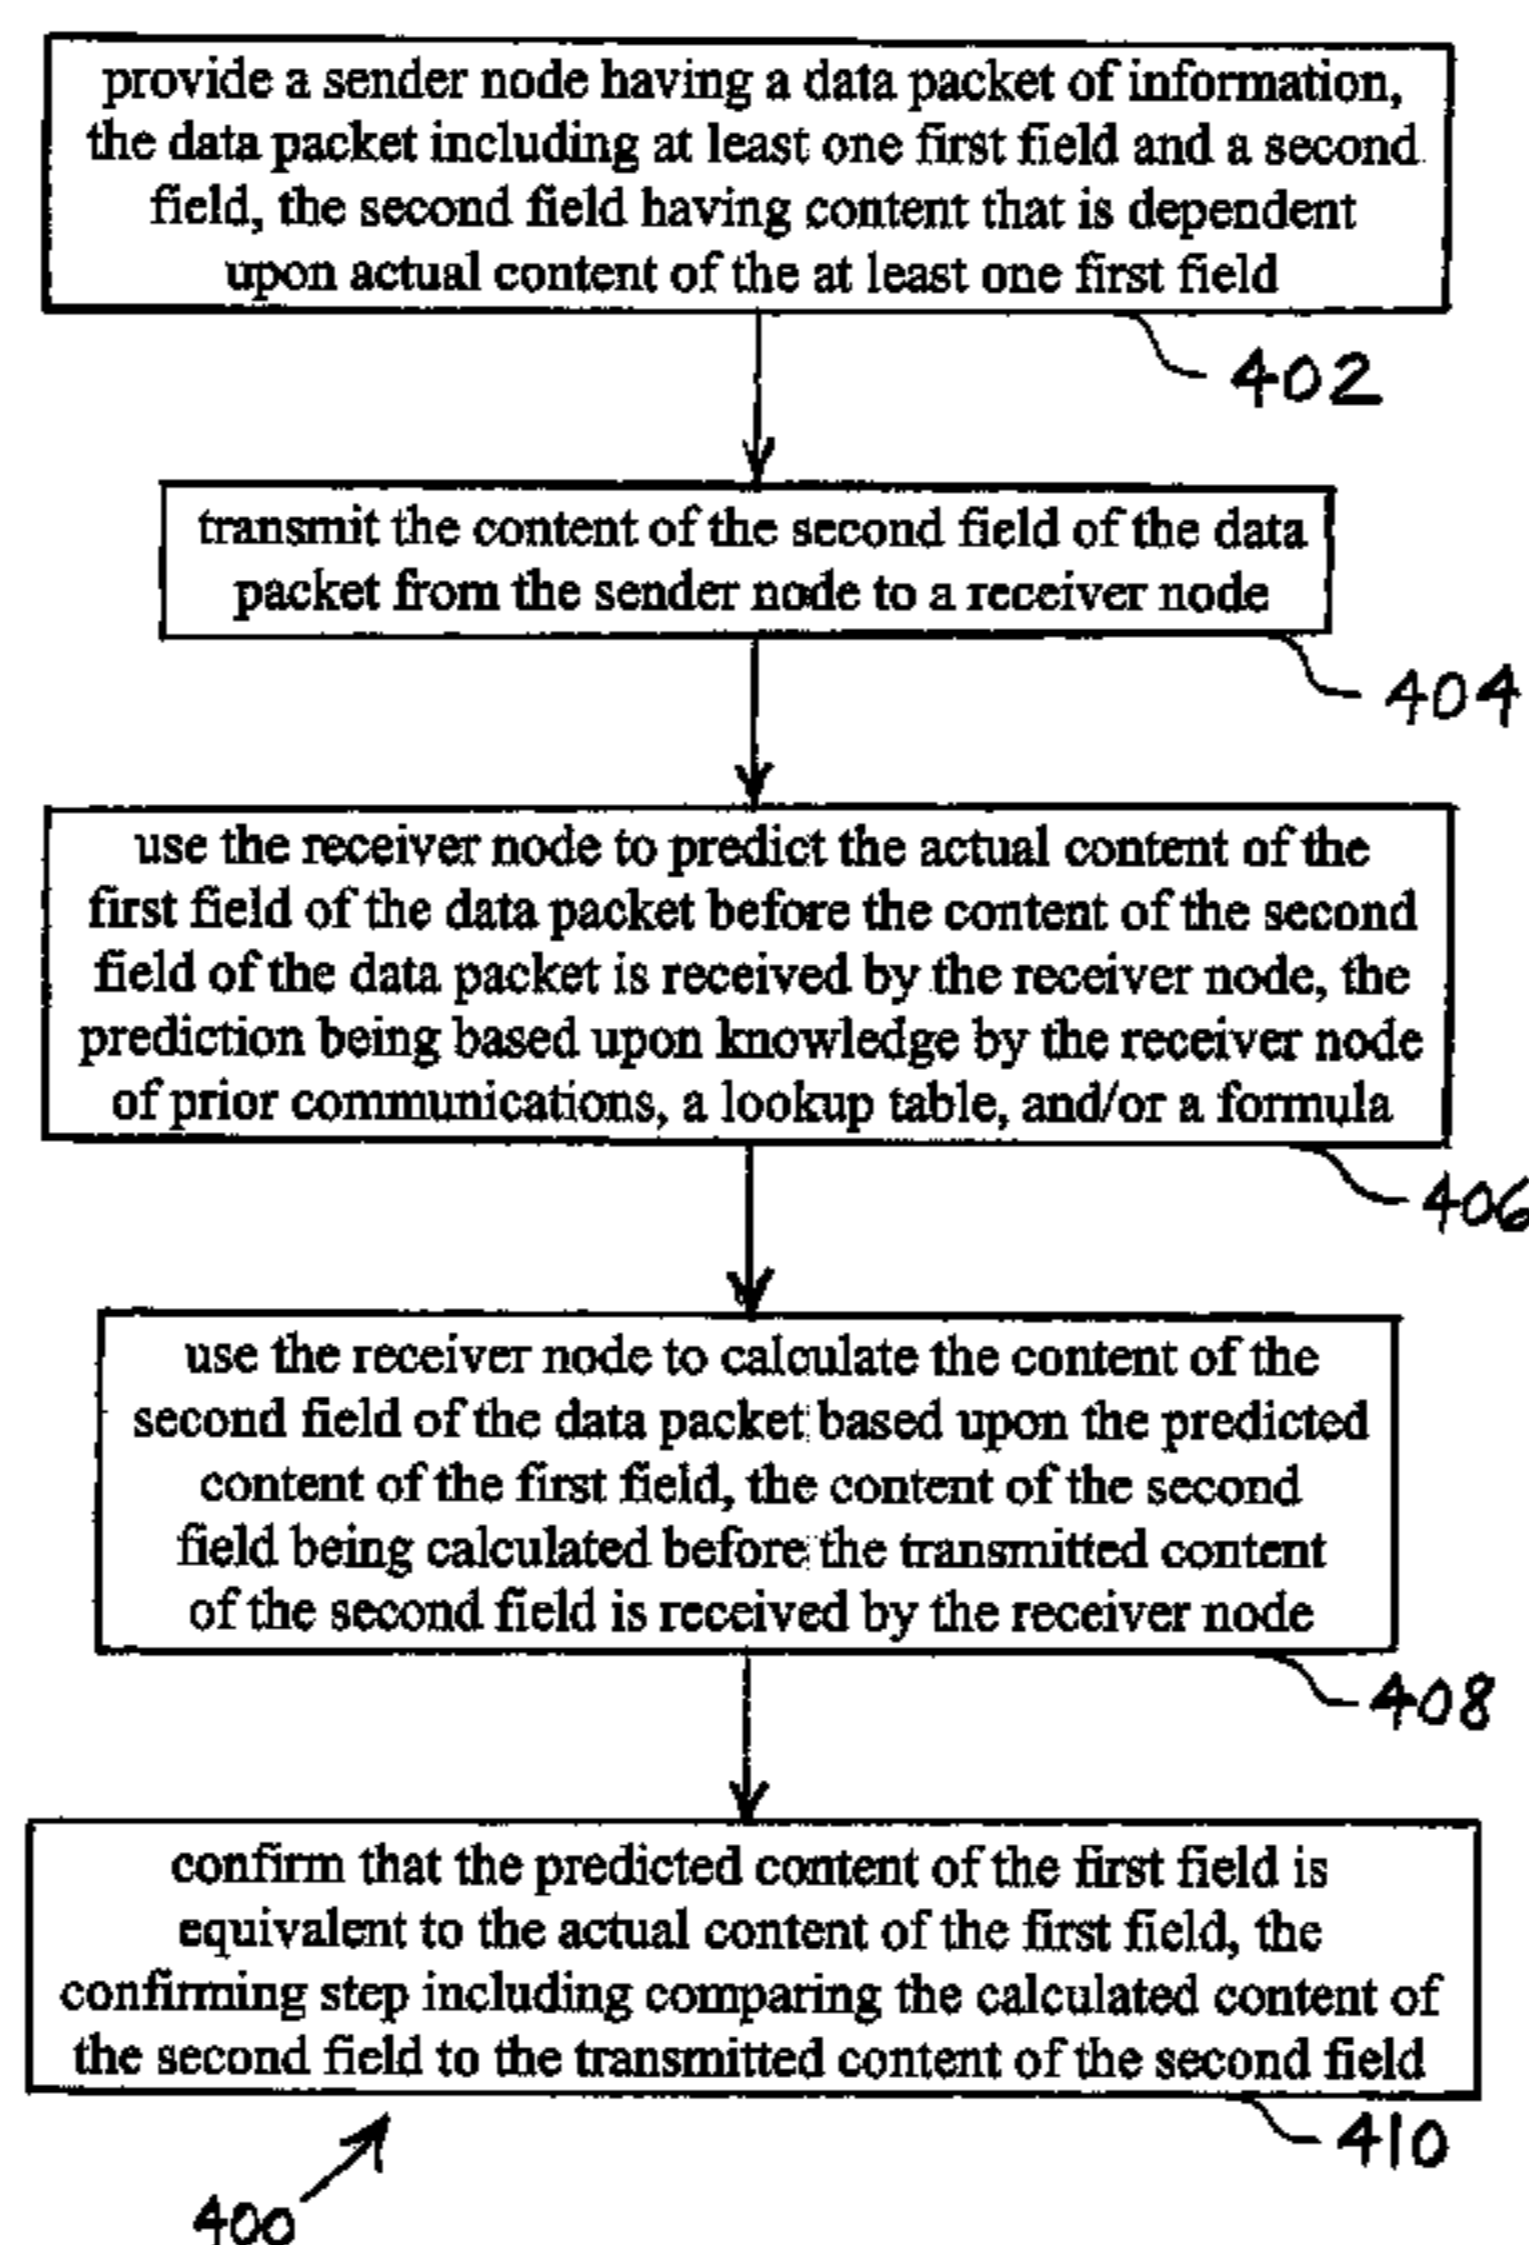 provide a sender node having a data packet of information,
the data packet including at least one first field and a second
field, the second field having content that is dependent
upon actual content of the at least one first field
402
transmit the content of the second field of the data
packet from the sender node to a receiver node
404
use the receiver node to predict the actual content of the
first field of the data packet before the content of the second
field of the data packet is received by the receiver node, the
prediction being based upon knowledge by the receiver node
of prior communications, a lookup table, and/or a formula
406
use the receiver node to calculate the content of the
second field of the data packet based upon the predicted
content of the first field, the content of the second
field being calculated before the transmitted content
of the second field is received by the receiver node
408
confirm that the predicted content of the first field is
equivalent to the actual content of the first field, the
confirming step including comparing the calculated content of
the second field to the transmitted content of the second field
410
400